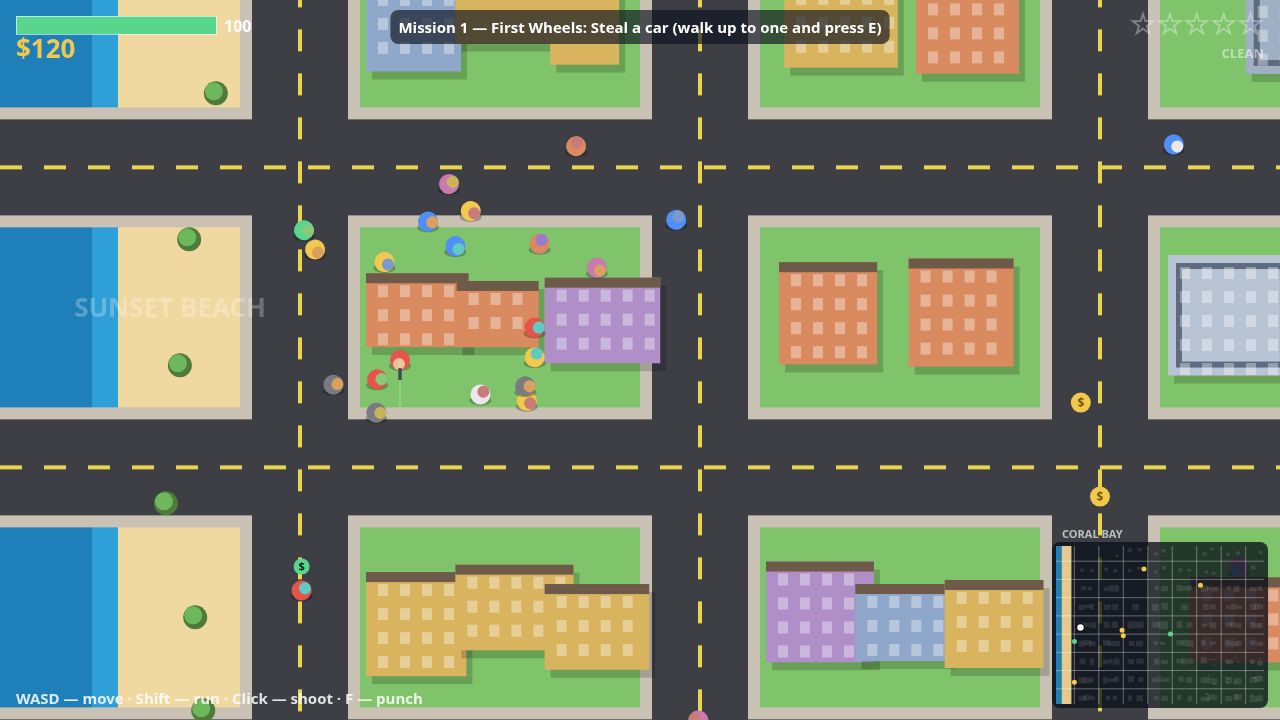 100
Mission 1 — First Wheels: Steal a car (walk up to one and press E)
$120
CLEAN
SUNSET BEACH
$
$
$
CORAL BAY
WASD — move · Shift — run · Click — shoot · F — punch